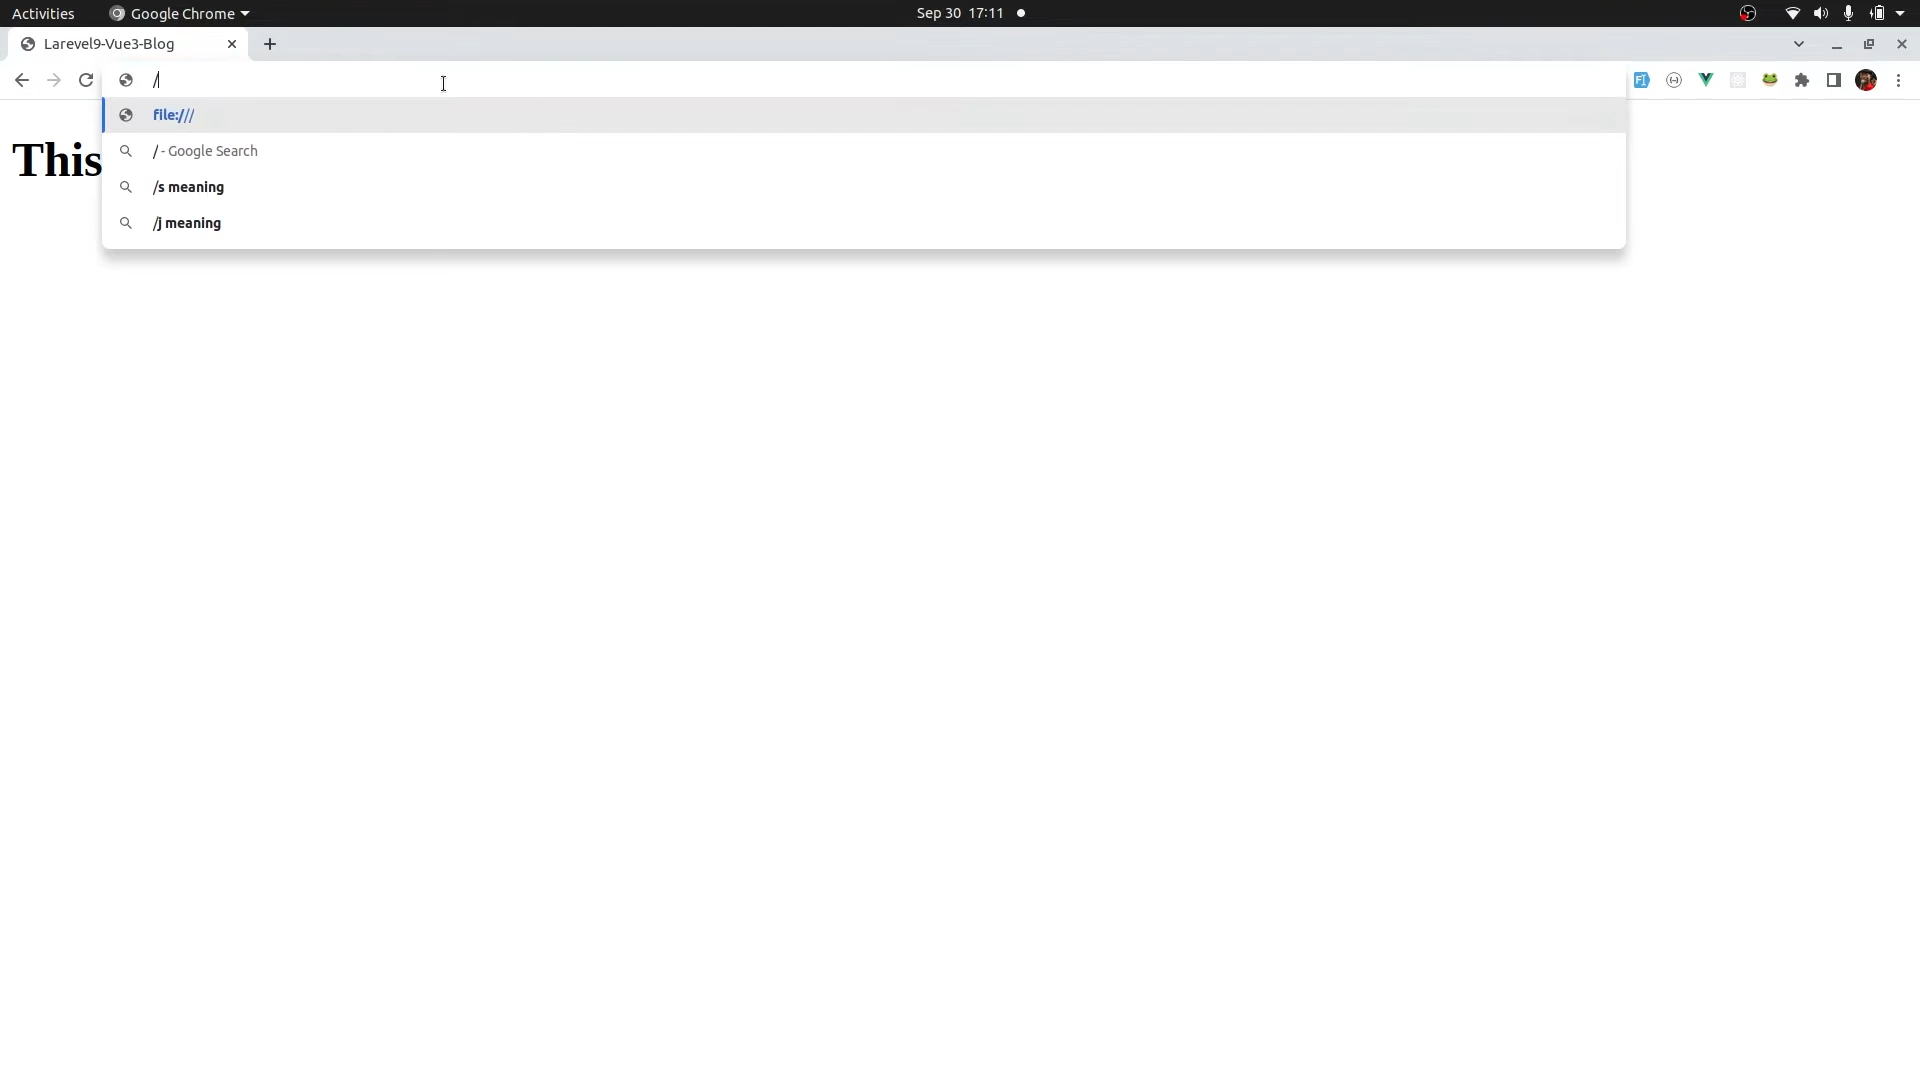 Activities
Google Chrome
Sep 30 17:11
Larevel9-Vue3-Blog
/
file:///
/ - Google Search
/s meaning
/j meaning
This